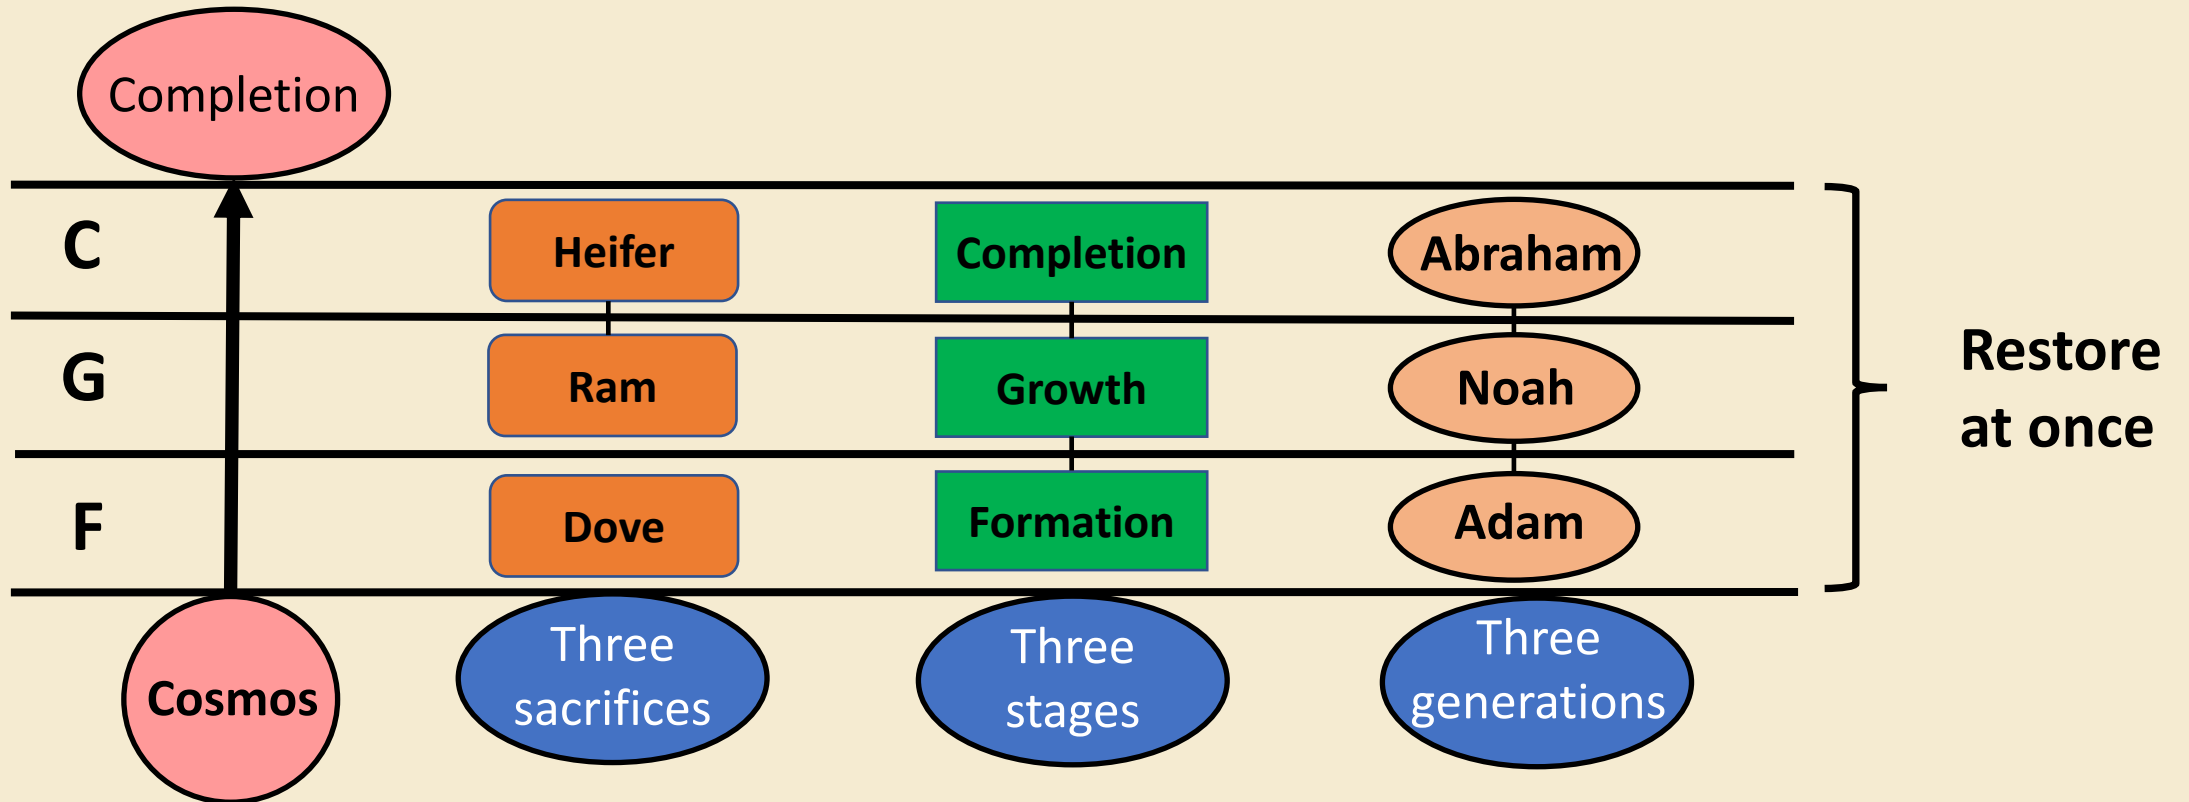 Completion
C
Heifer
Completion
Abraham
G
Ram
Growth
Noah
Restore
at once
F
Dove
Formation
Adam
Cosmos
Three
sacrifices
Three
stages
Three
generations